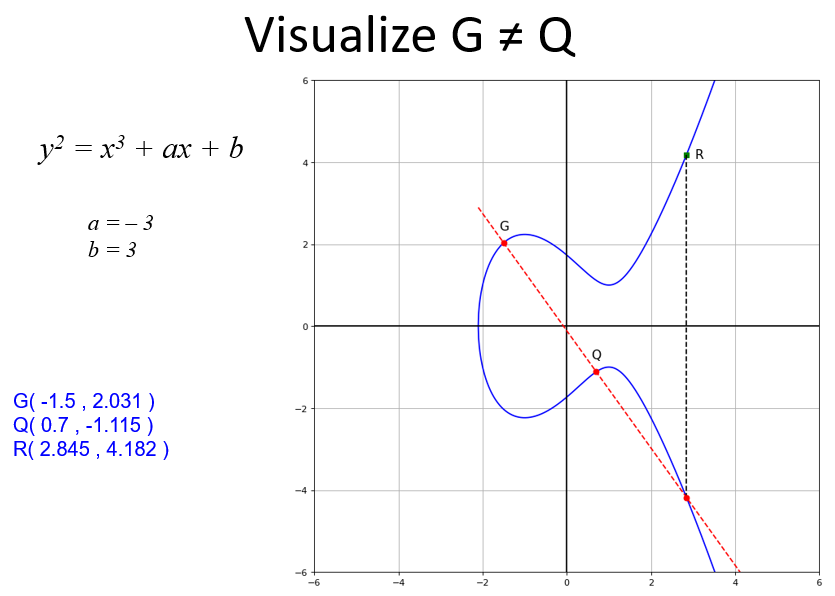 Visualize G ≠ Q
y² = x³ + ax + b
a = – 3
b = 3
G( -1.5 , 2.031 )
Q( 0.7 , -1.115 )
R( 2.845 , 4.182 )
6
4
2
0
−2
−4
−6
−6
−4
−2
0
2
4
6
R
G
Q